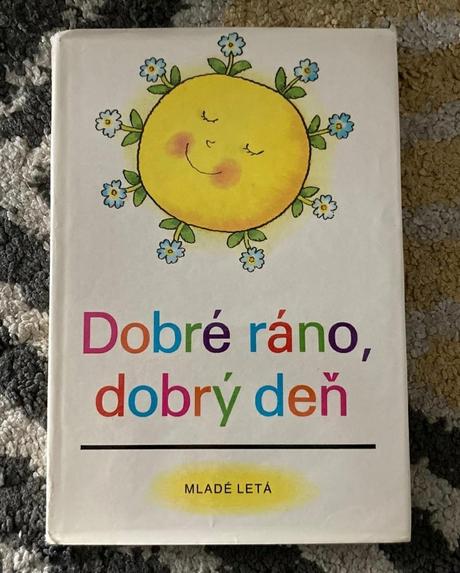 Dobré ráno,
dobrý deň
MLADÉ LETÁ